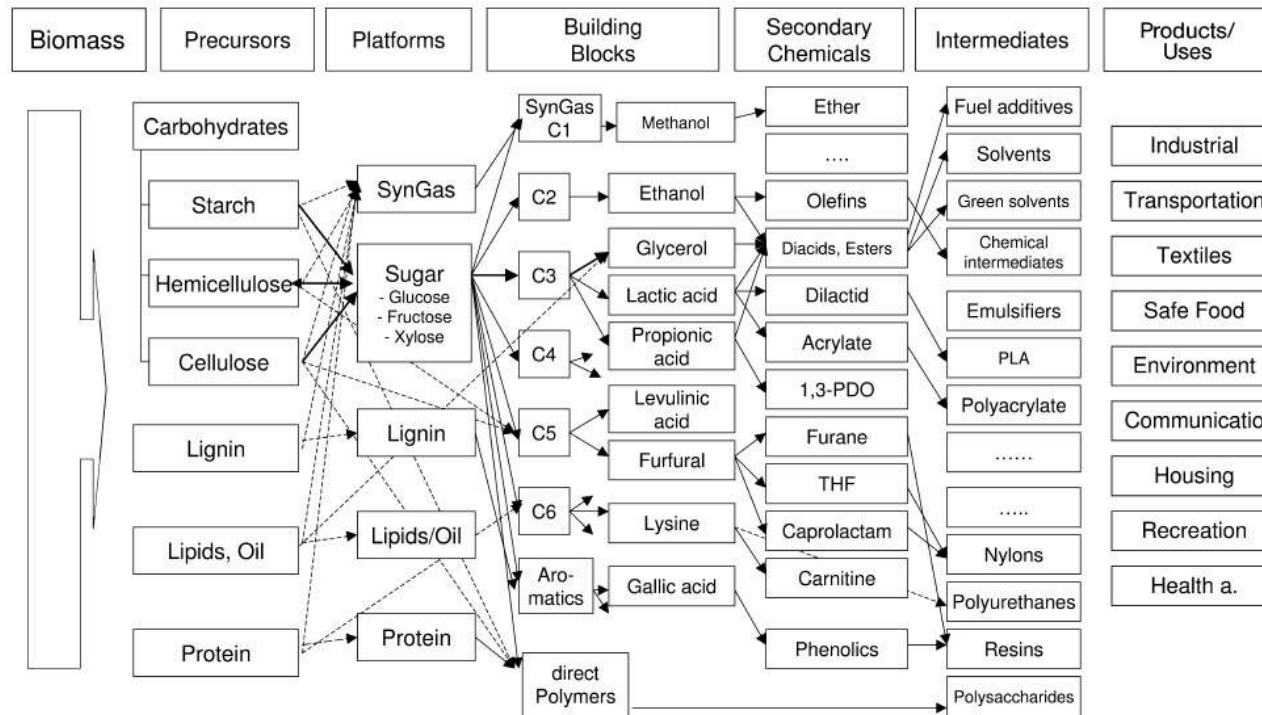 Biomass
Precursors
Platforms
Building
Blocks
Secondary
Chemicals
Intermediates
Products/
Uses
Carbohydrates
Starch
Hemicellulose
Cellulose
Lignin
Lipids, Oil
Protein
SynGas
Sugar
- Glucose
- Fructose
- Xylose
Lignin
Lipids/Oil
Protein
SynGas
C1
C2
C3
C4
C5
C6
Aro-
matics
direct
Polymers
Methanol
Ethanol
Glycerol
Lactic acid
Propionic
acid
Levulinic
acid
Furfural
Lysine
Gallic acid
Ether
....
Olefins
Diacids, Esters
Dilactid
Acrylate
1,3-PDO
Furane
THF
Caprolactam
Carnitine
Phenolics
Fuel additives
Solvents
Green solvents
Chemical
intermediates
Emulsifiers
PLA
Polyacrylate
......
.....
Nylons
Polyurethanes
Resins
Polysaccharides
Industrial
Transportation
Textiles
Safe Food
Environment
Communicatio
Housing
Recreation
Health a.